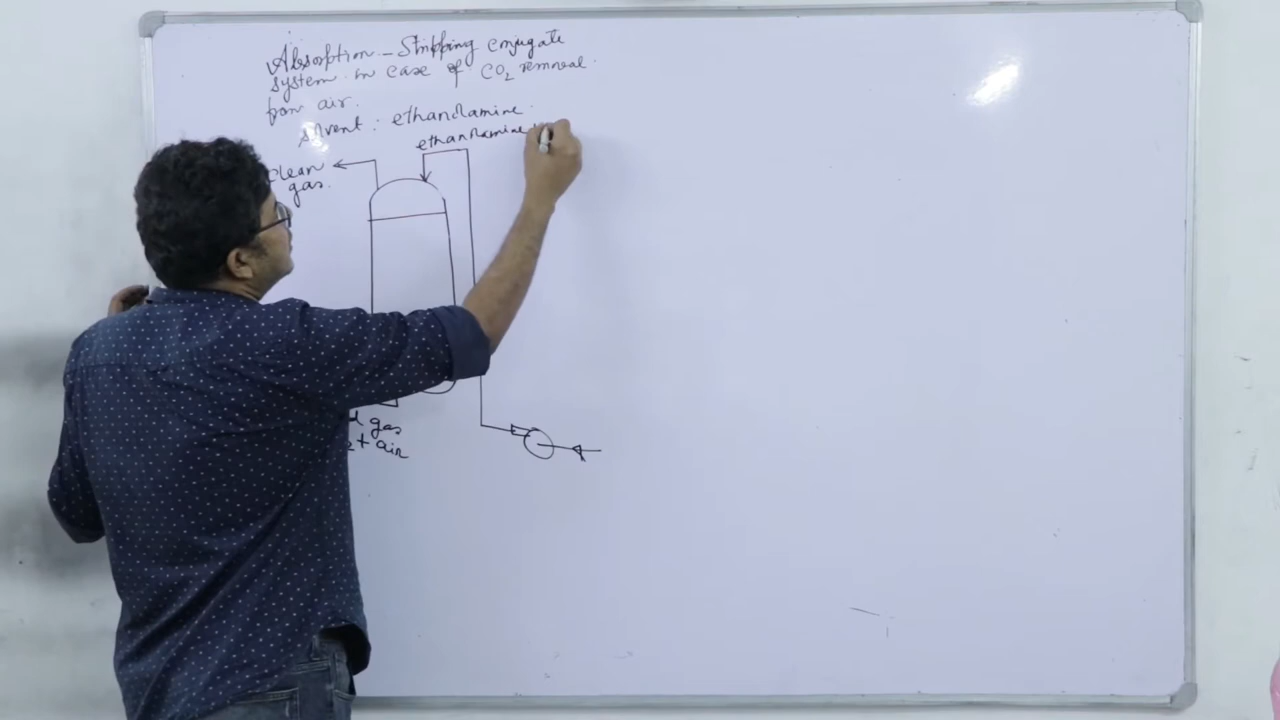 Absorption - Stripping conjugate
system in case of CO2 removal
from air.
solvent : ethanolamine
ethanolamine
clean
gas.
gas
+ air